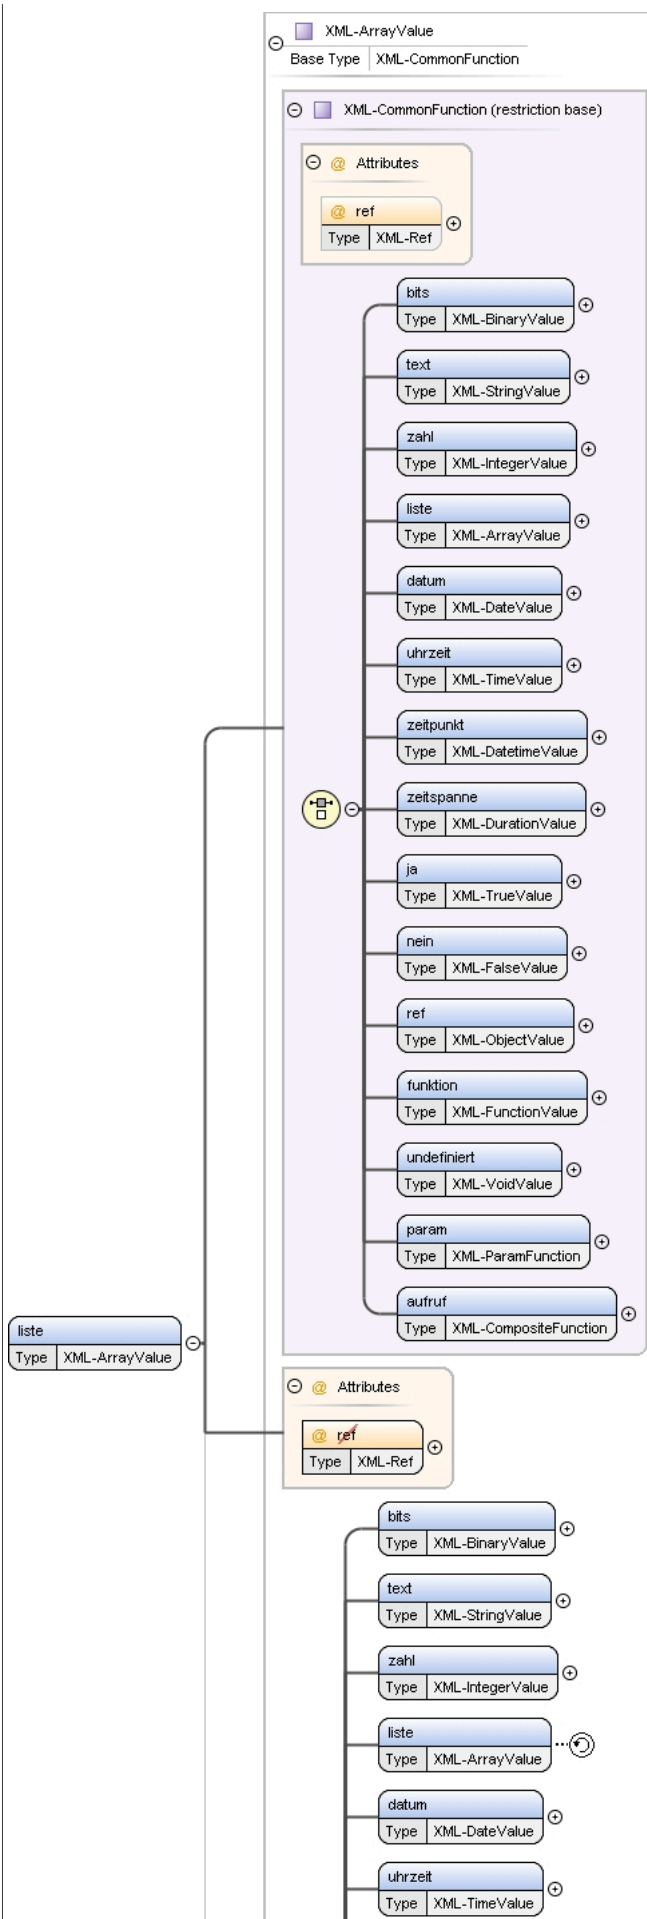 XML-ArrayValue
Base Type XML-CommonFunction
XML-CommonFunction (restriction base)
@ Attributes
@ ref
Type XML-Ref
bits
Type XML-BinaryValue
text
Type XML-StringValue
zahl
Type XML-IntegerValue
liste
Type XML-ArrayValue
datum
Type XML-DateValue
uhrzeit
Type XML-TimeValue
zeitpunkt
Type XML-DatetimeValue
zeitspanne
Type XML-DurationValue
ja
Type XML-TrueValue
nein
Type XML-FalseValue
ref
Type XML-ObjectValue
funktion
Type XML-FunctionValue
undefiniert
Type XML-VoidValue
param
Type XML-ParamFunction
aufruf
Type XML-CompositeFunction
liste
Type XML-ArrayValue
@ Attributes
@ ref
Type XML-Ref
bits
Type XML-BinaryValue
text
Type XML-StringValue
zahl
Type XML-IntegerValue
liste
Type XML-ArrayValue
datum
Type XML-DateValue
uhrzeit
Type XML-TimeValue